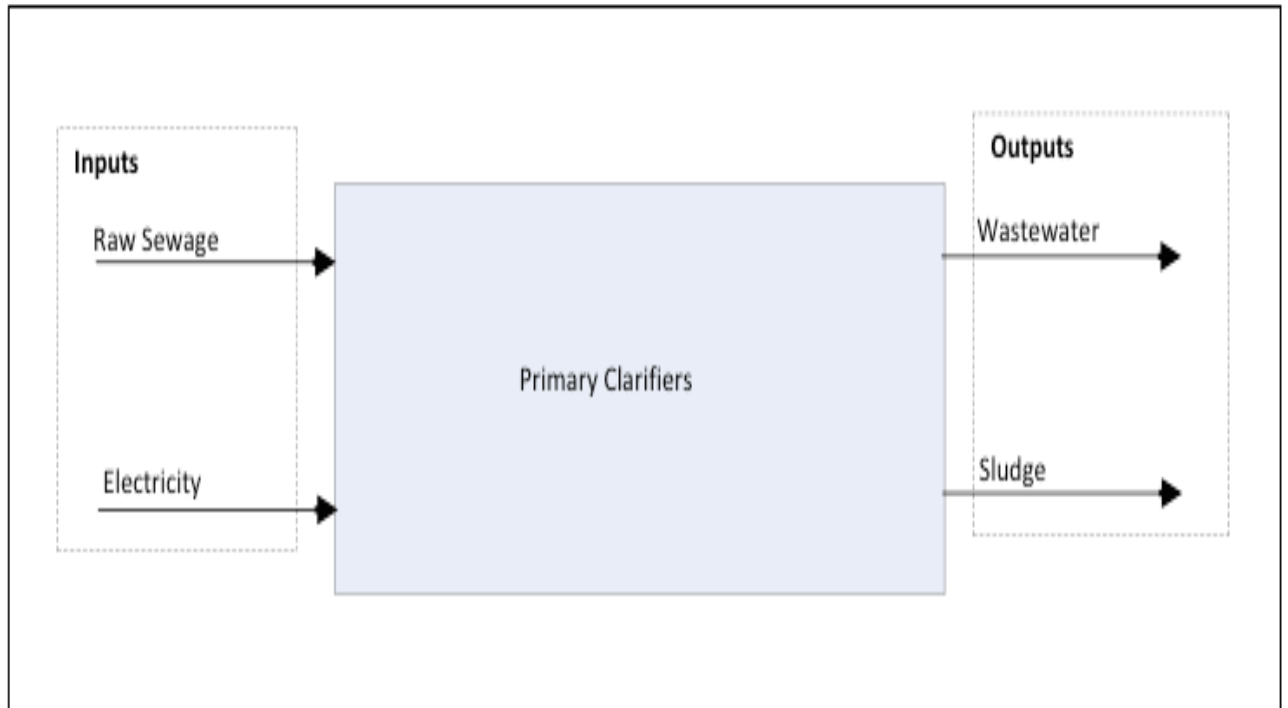 Inputs
Raw Sewage
Electricity
Primary Clarifiers
Outputs
Wastewater
Sludge